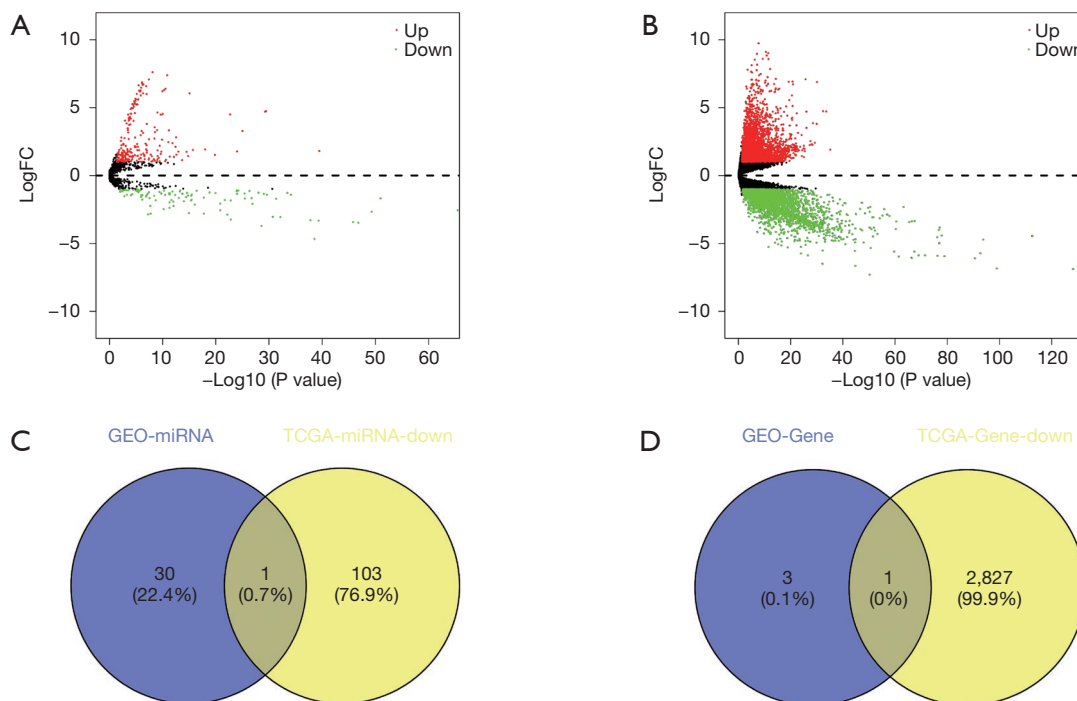 A
Up
Down
10
5
0
−5
−10
LogFC
0 10 20 30 40 50 60
−Log10 (P value)
B
Up
Down
10
5
0
−5
−10
LogFC
0 20 40 60 80 100 120
−Log10 (P value)
C
GEO-miRNA TCGA-miRNA-down
30 1 103
(22.4%) (0.7%) (76.9%)
D
GEO-Gene TCGA-Gene-down
3 1 2,827
(0.1%) (0%) (99.9%)